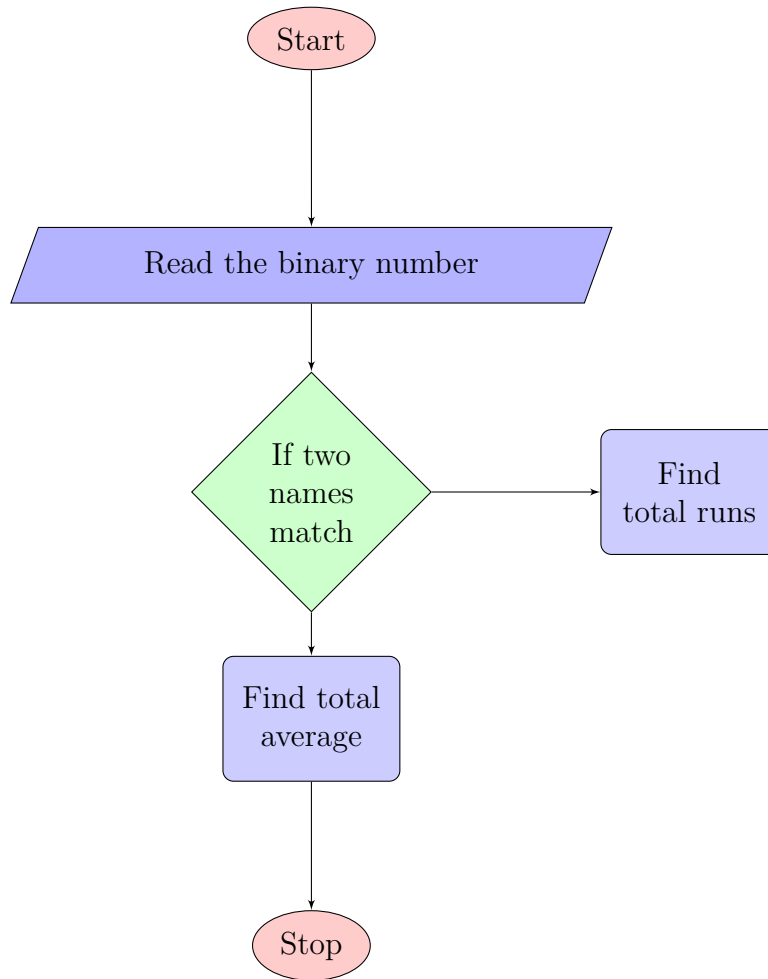 Start
Read the binary number
If two
names
match
Find
total runs
Find total
average
Stop